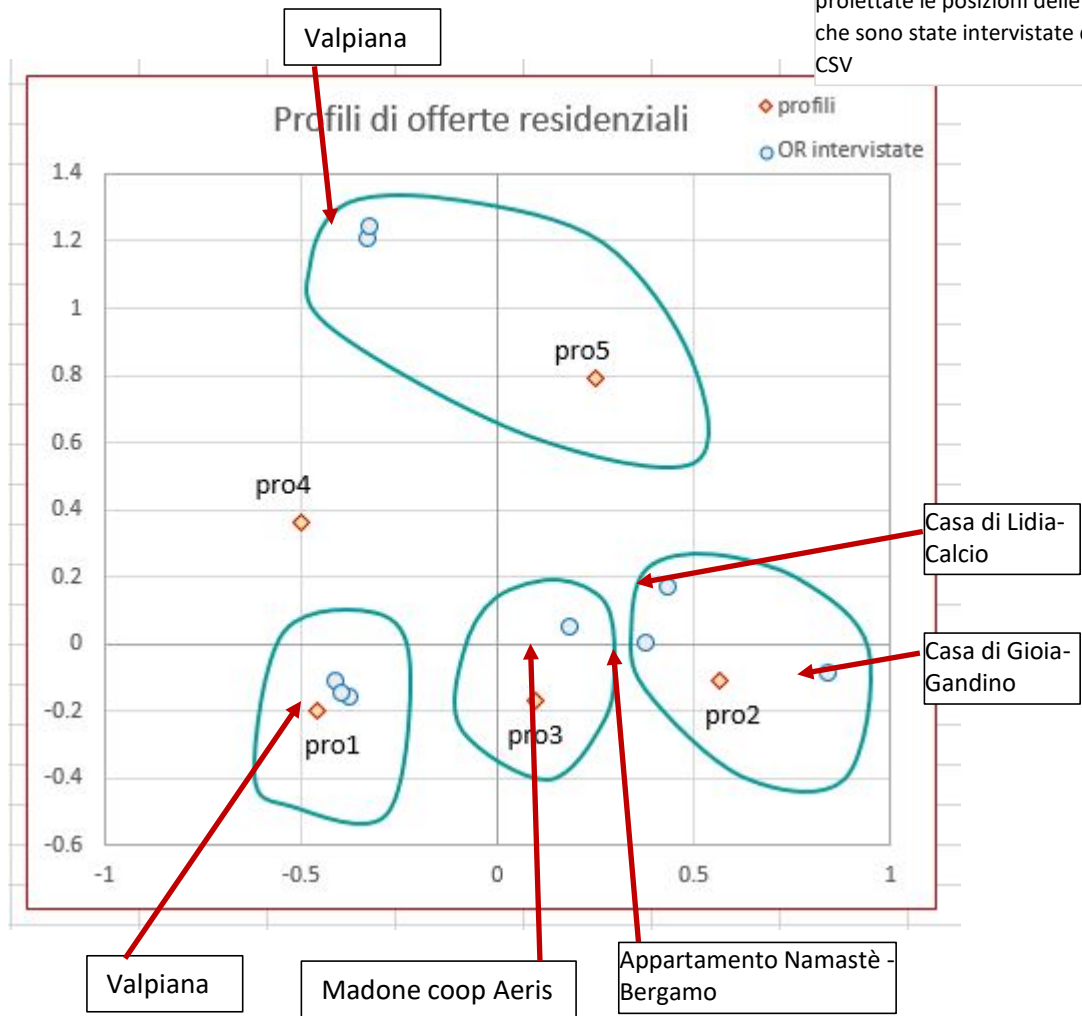 proiettate le posizioni delle
che sono state intervistate
CSV
Valpiana
Profili di offerte residenziali
profili
OR intervistate
1.4
1.2
1
0.8
0.6
0.4
0.2
0
-0.2
-0.4
-0.6
-1
-0.5
0
0.5
1
pro5
pro4
pro1
pro3
pro2
Casa di Lidia-
Calcio
Casa di Gioia-
Gandino
Valpiana
Madone coop Aeris
Appartamento Namastè -
Bergamo